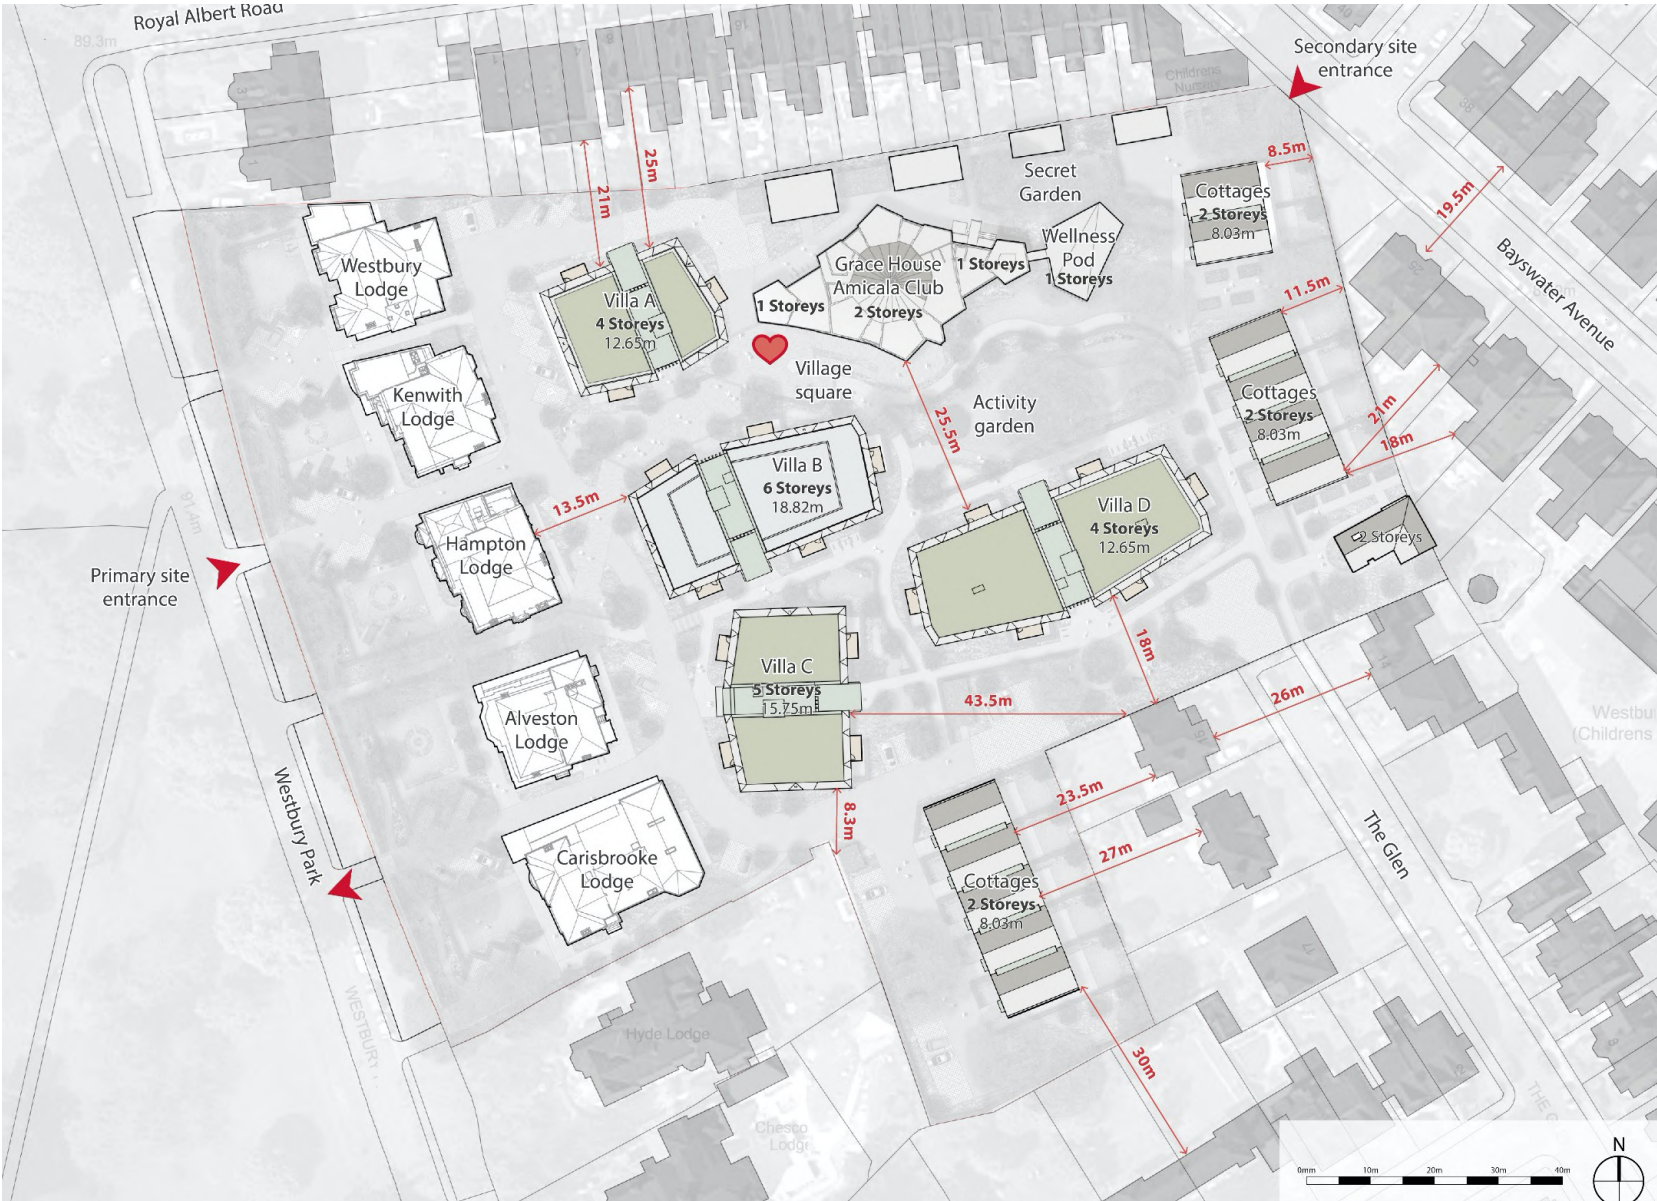 Royal Albert Road
89.3m
Secondary site
entrance
Childrens
25m
21m
8.5m
19.5m
Secret
Garden
Cottages
2 Storeys
8.03m
Bayswater Avenue
Westbury
Lodge
Villa A
4 Storeys
12.65m
1 Storeys
Grace House
Amicala Club
2 Storeys
1 Storeys
Wellness
Pod
1 Storeys
11.5m
Kenwith
Lodge
Village
square
25.5m
Activity
garden
Cottages
2 Storeys
8.03m
21m
18m
91.4m
13.5m
Villa B
6 Storeys
18.82m
Villa D
4 Storeys
12.65m
2 Storeys
Hampton
Lodge
Primary site
entrance
Villa C
5 Storeys
15.75m
18m
14
43.5m
26m
15
Alveston
Lodge
Westbury Park
8.3m
23.5m
27m
The Glen
Carisbrooke
Lodge
Cottages
2 Storeys
8.03m
17
WESTBURY
Hyde Lodge
30m
Chesco
Lodge
N
0mm
10m
20m
30m
40m